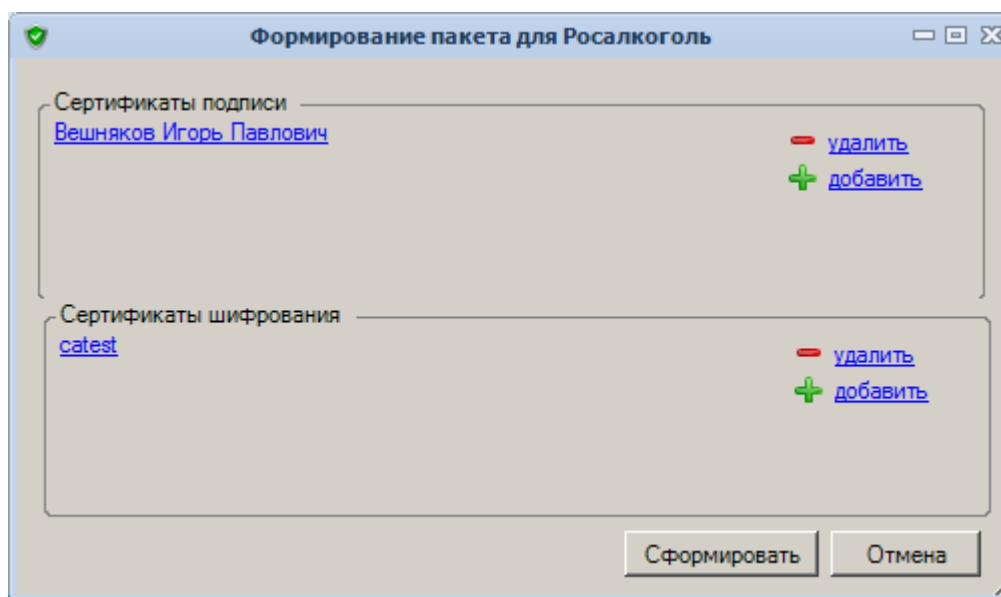 Формирование пакета для Росалкоголь
Сертификаты подписи
Вешняков Игорь Павлович
удалить
добавить
Сертификаты шифрования
catest
удалить
добавить
Сформировать
Отмена